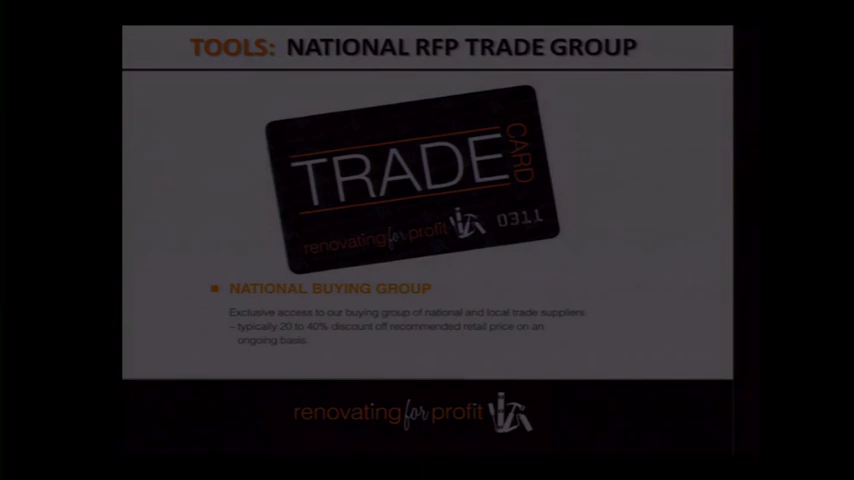 TOOLS: NATIONAL RFP TRADE GROUP
TRADE
CARD
renovating for profit
0311
NATIONAL BUYING GROUP
Exclusive access to our buying group of national and local trade suppliers
– typically 20 to 40% discount off recommended retail price on an
ongoing basis.
renovating for profit